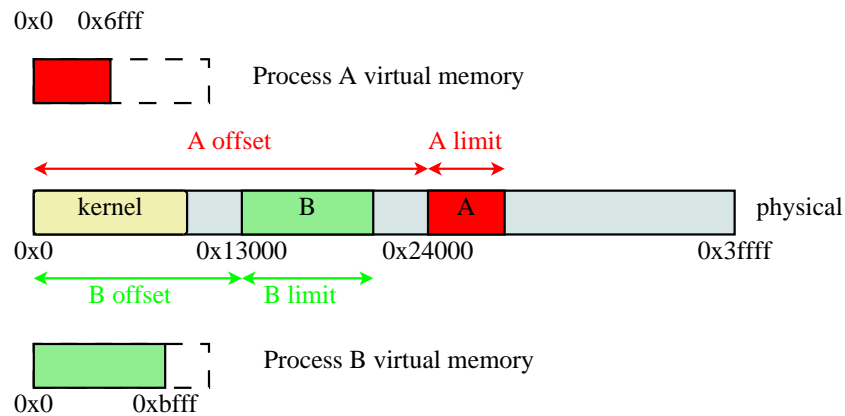 0x0 0x6fff
Process A virtual memory
A offset A limit
kernel B A physical
0x0 0x13000 0x24000 0x3ffff
B offset B limit
Process B virtual memory
0x0 0xbfff